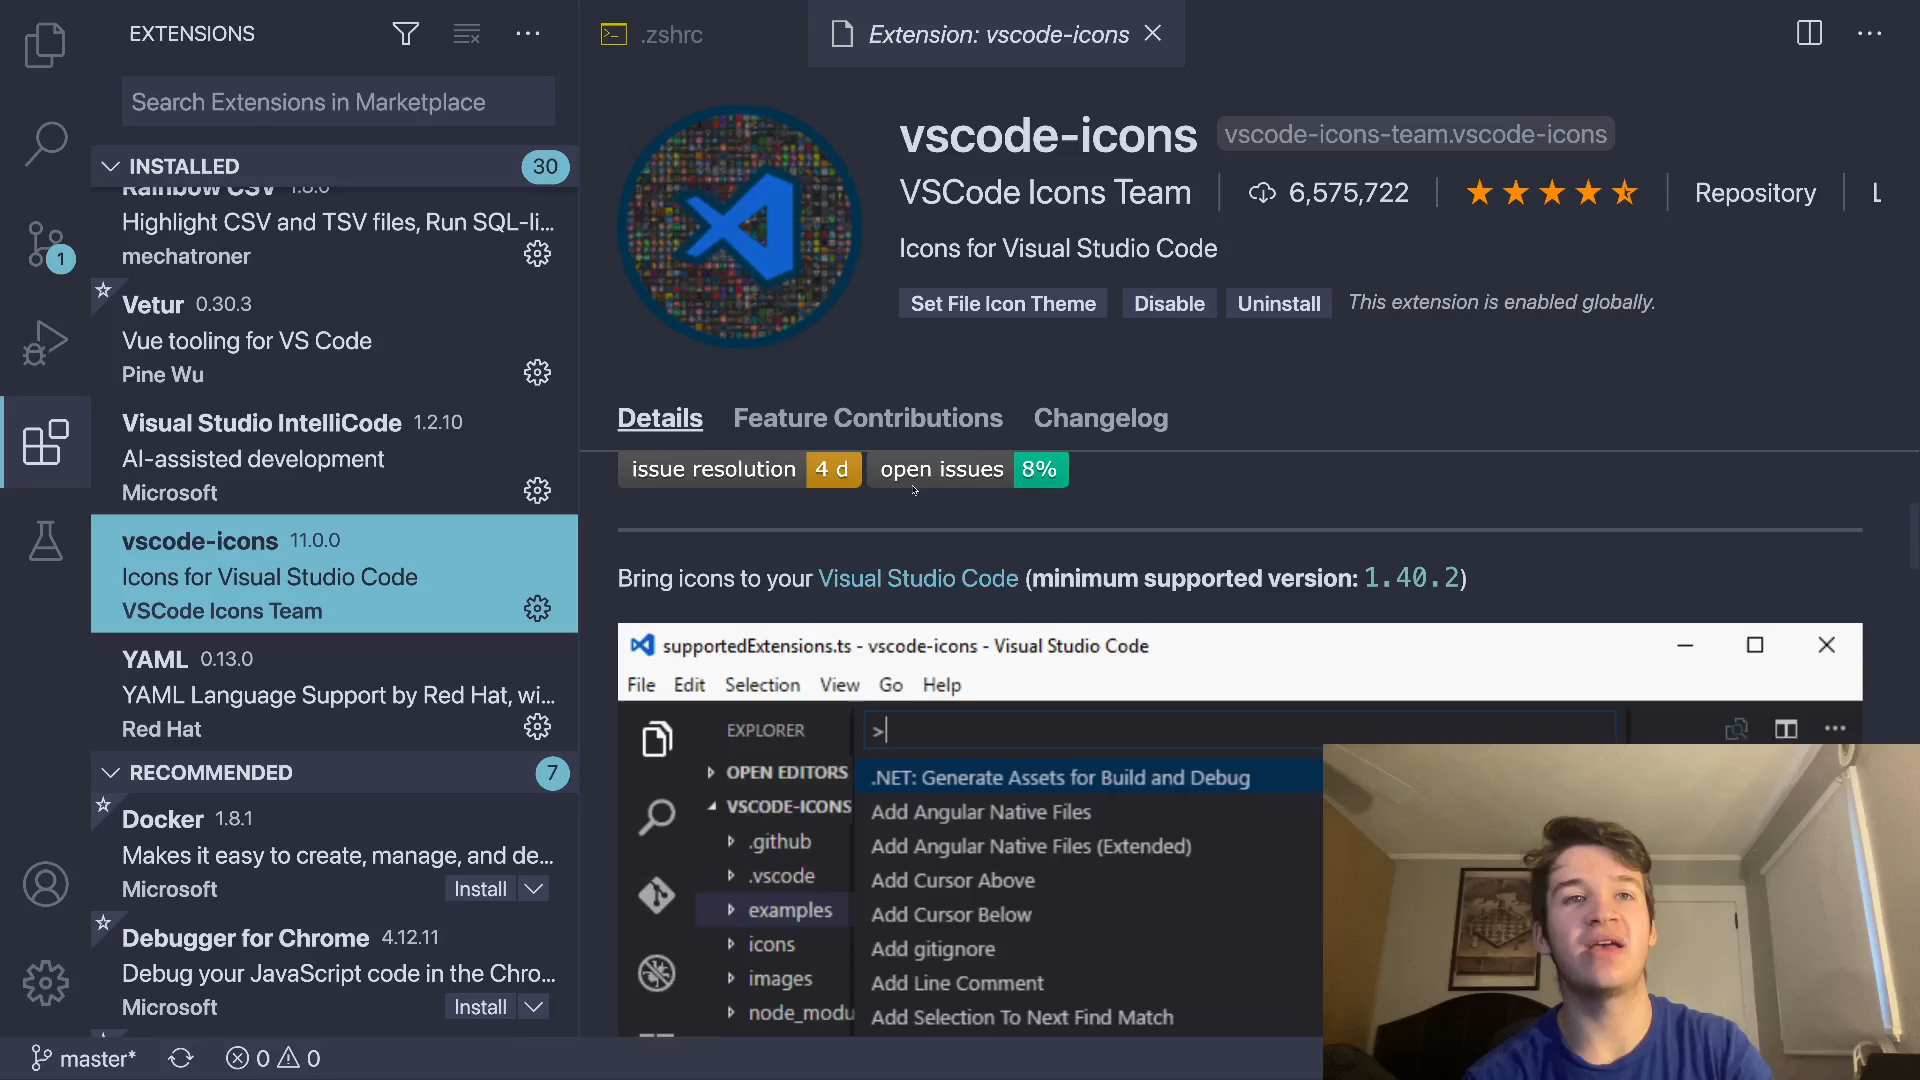 EXTENSIONS
Search Extensions in Marketplace
INSTALLED
30
Rainbow CSV 1.8.0
Highlight CSV and TSV files, Run SQL-li...
mechatroner
Vetur 0.30.3
Vue tooling for VS Code
Pine Wu
Visual Studio IntelliCode 1.2.10
AI-assisted development
Microsoft
vscode-icons 11.0.0
Icons for Visual Studio Code
VSCode Icons Team
YAML 0.13.0
YAML Language Support by Red Hat, wi...
Red Hat
RECOMMENDED
7
Docker 1.8.1
Makes it easy to create, manage, and de...
Microsoft
Install
Debugger for Chrome 4.12.11
Debug your JavaScript code in the Chro...
Microsoft
Install
1
master*
0
0
.zshrc
Extension: vscode-icons
vscode-icons vscode-icons-team.vscode-icons
VSCode Icons Team 6,575,722 Repository L
Icons for Visual Studio Code
Set File Icon Theme Disable Uninstall This extension is enabled globally.
Details Feature Contributions Changelog
issue resolution 4 d open issues 8%
Bring icons to your Visual Studio Code (minimum supported version: 1.40.2)
supportedExtensions.ts - vscode-icons - Visual Studio Code
File Edit Selection View Go Help
EXPLORER
OPEN EDITORS
VSCODE-ICONS
.github
.vscode
examples
icons
images
node_modu
>
.NET: Generate Assets for Build and Debug
Add Angular Native Files
Add Angular Native Files (Extended)
Add Cursor Above
Add Cursor Below
Add gitignore
Add Line Comment
Add Selection To Next Find Match